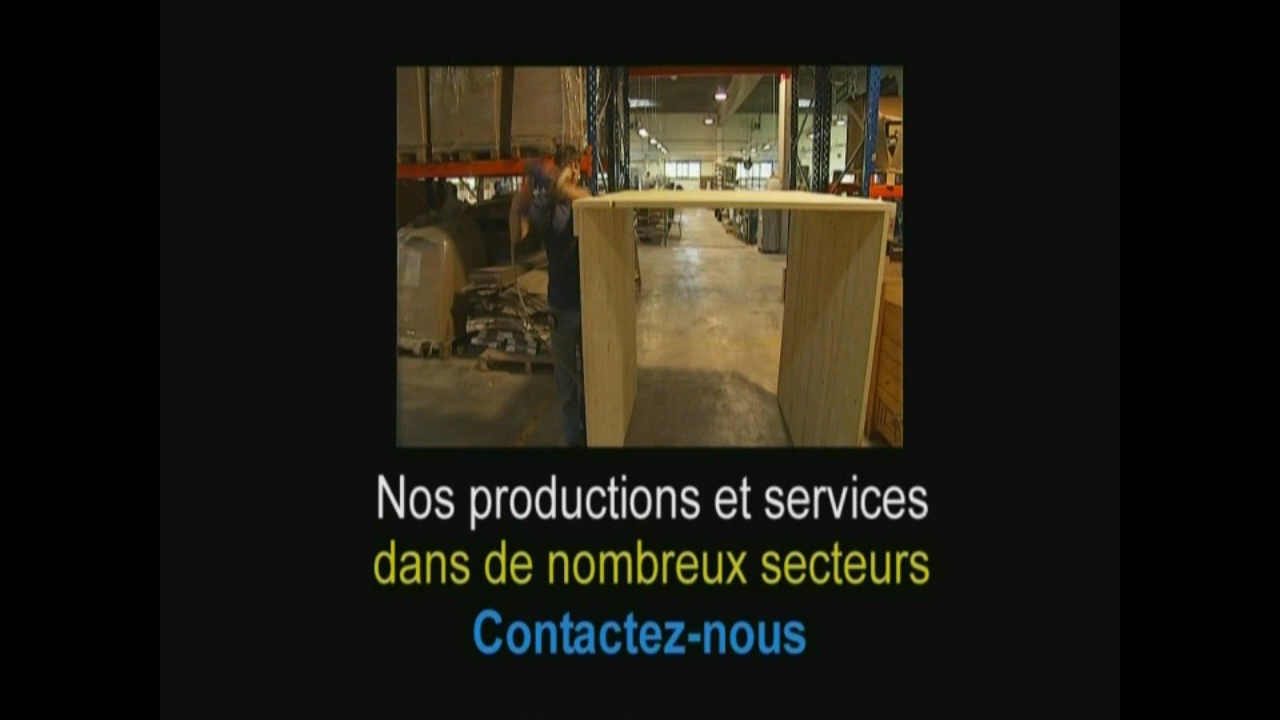 Nos productions et services
dans de nombreux secteurs
Contactez-nous